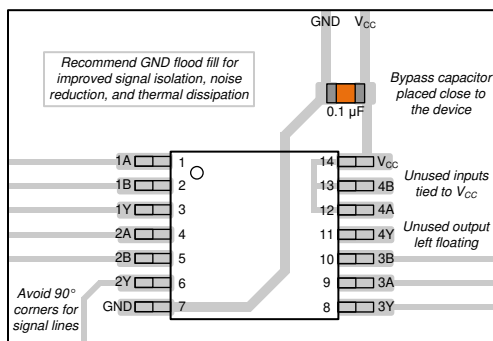 GND VCC
Recommend GND flood fill for
improved signal isolation, noise
reduction, and thermal dissipation
Bypass capacitor
placed close to
the device
0.1 µF
1A 1 14 VCC
1B 2 13 4B
Unused inputs
tied to VCC
1Y 3 12 4A
2A 4 11 4Y
Unused output
left floating
2B 5 10 3B
2Y 6 9 3A
Avoid 90°
corners for
signal lines
GND 7 8 3Y